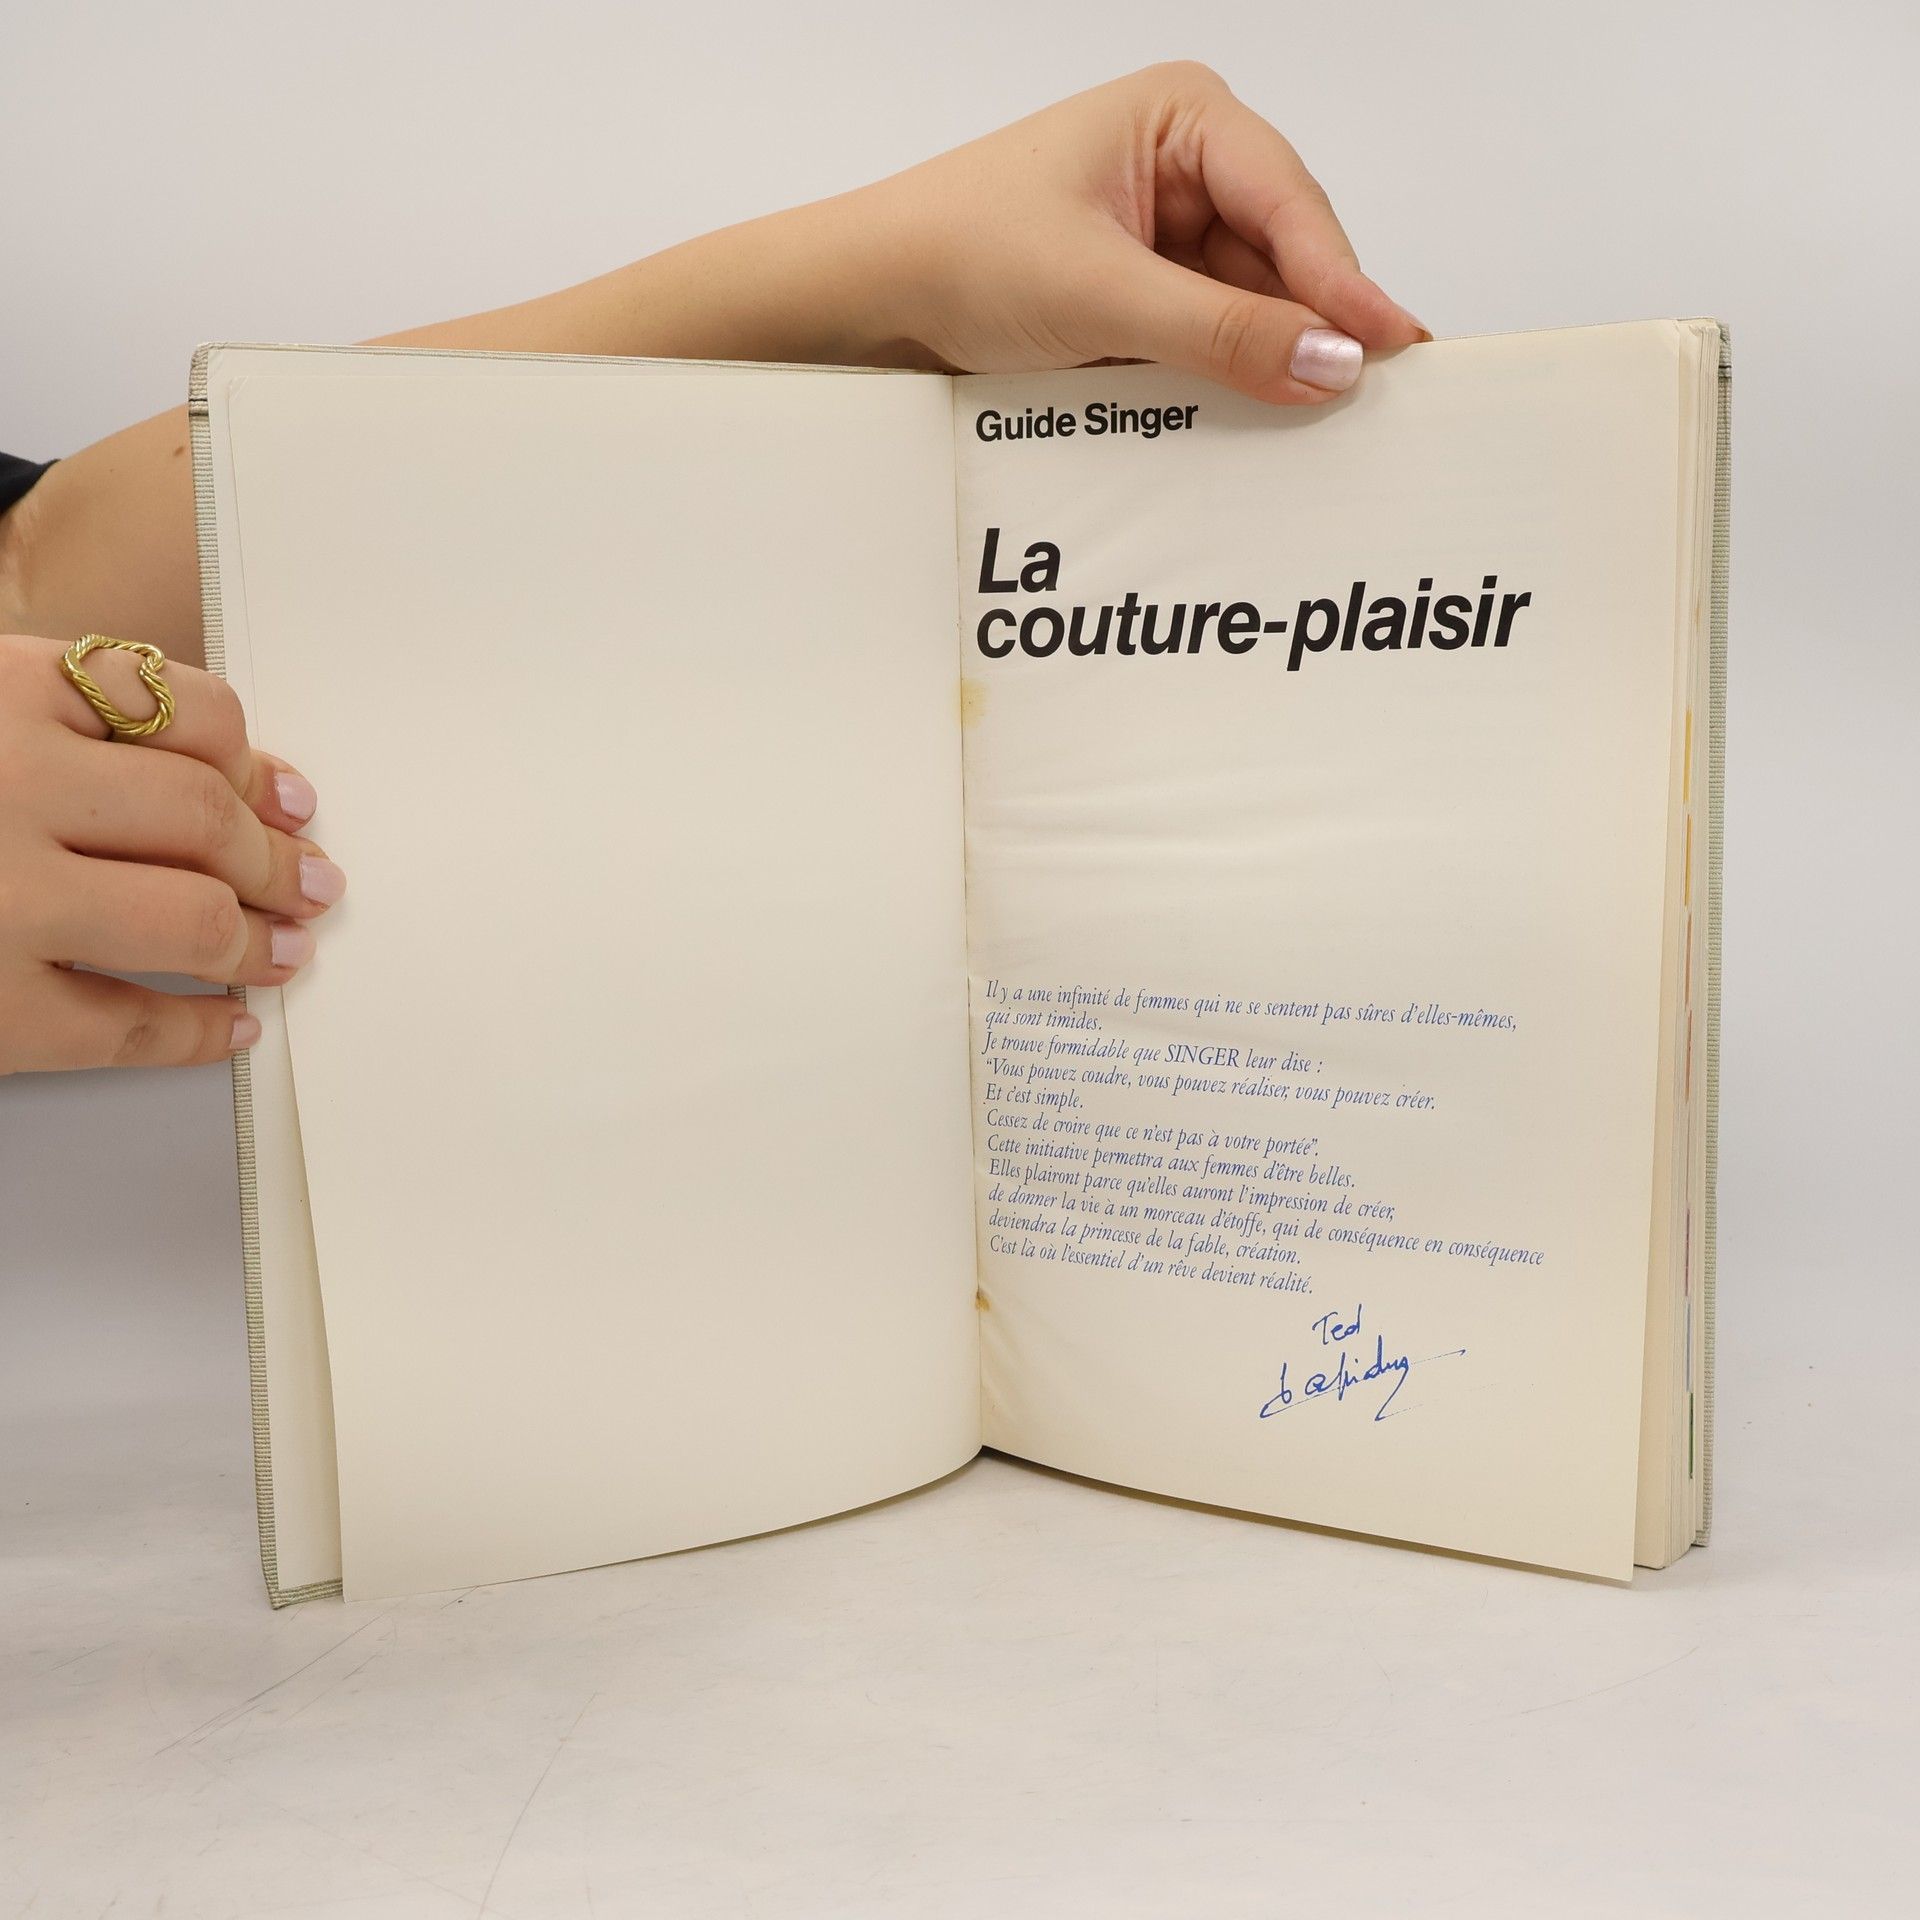 Guide Singer
La
couture-plaisir
Il y a une infinité de femmes qui ne se sentent pas sûres d'elles-mêmes,
qui sont timides.
Je trouve formidable que SINGER leur dise :
“Vous pouvez coudre, vous pouvez réaliser, vous pouvez créer.
Et c'est simple.
Cessez de croire que ce n'est pas à votre portée”.
Cette initiative permettra aux femmes d'être belles.
Elles plairont parce qu'elles auront l'impression de créer,
de donner la vie à un morceau d'étoffe, qui de conséquence en conséquence
deviendra la princesse de la fable, création.
C'est là où l'essentiel d'un rêve devient réalité.
Ted
Lapidus